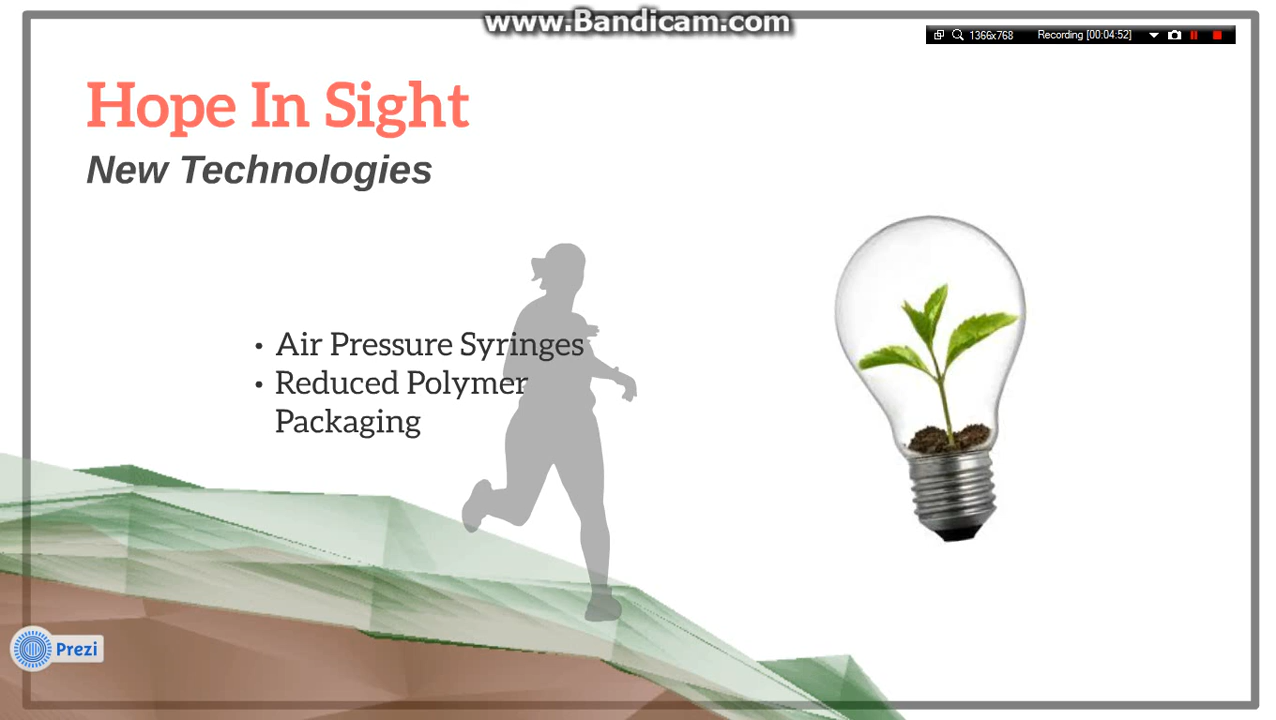 www.Bandicam.com
1366x768 Recording [00:04:52]
Hope In Sight
New Technologies
• Air Pressure Syringes
• Reduced Polymer
Packaging
Prezi